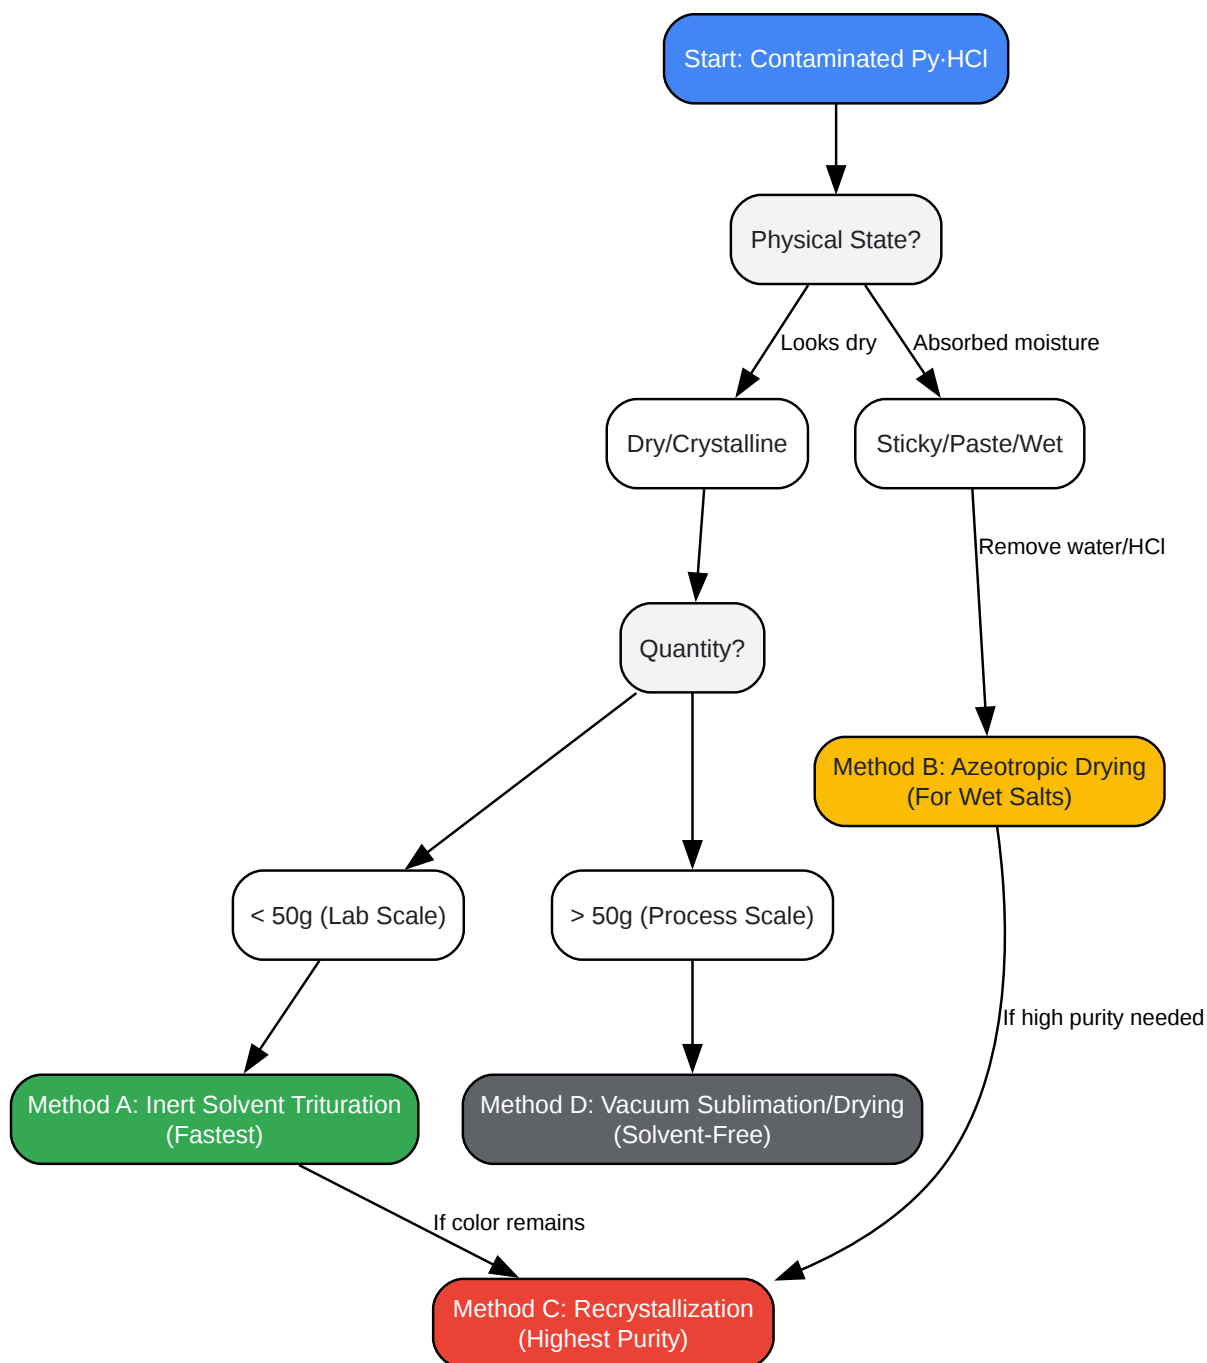 Start: Contaminated Py·HCl
Physical State?
Looks dry
Absorbed moisture
Dry/Crystalline
Sticky/Paste/Wet
Remove water/HCl
Quantity?
Method B: Azeotropic Drying
(For Wet Salts)
< 50g (Lab Scale)
> 50g (Process Scale)
If high purity needed
Method A: Inert Solvent Trituration
(Fastest)
Method D: Vacuum Sublimation/Drying
(Solvent-Free)
If color remains
Method C: Recrystallization
(Highest Purity)